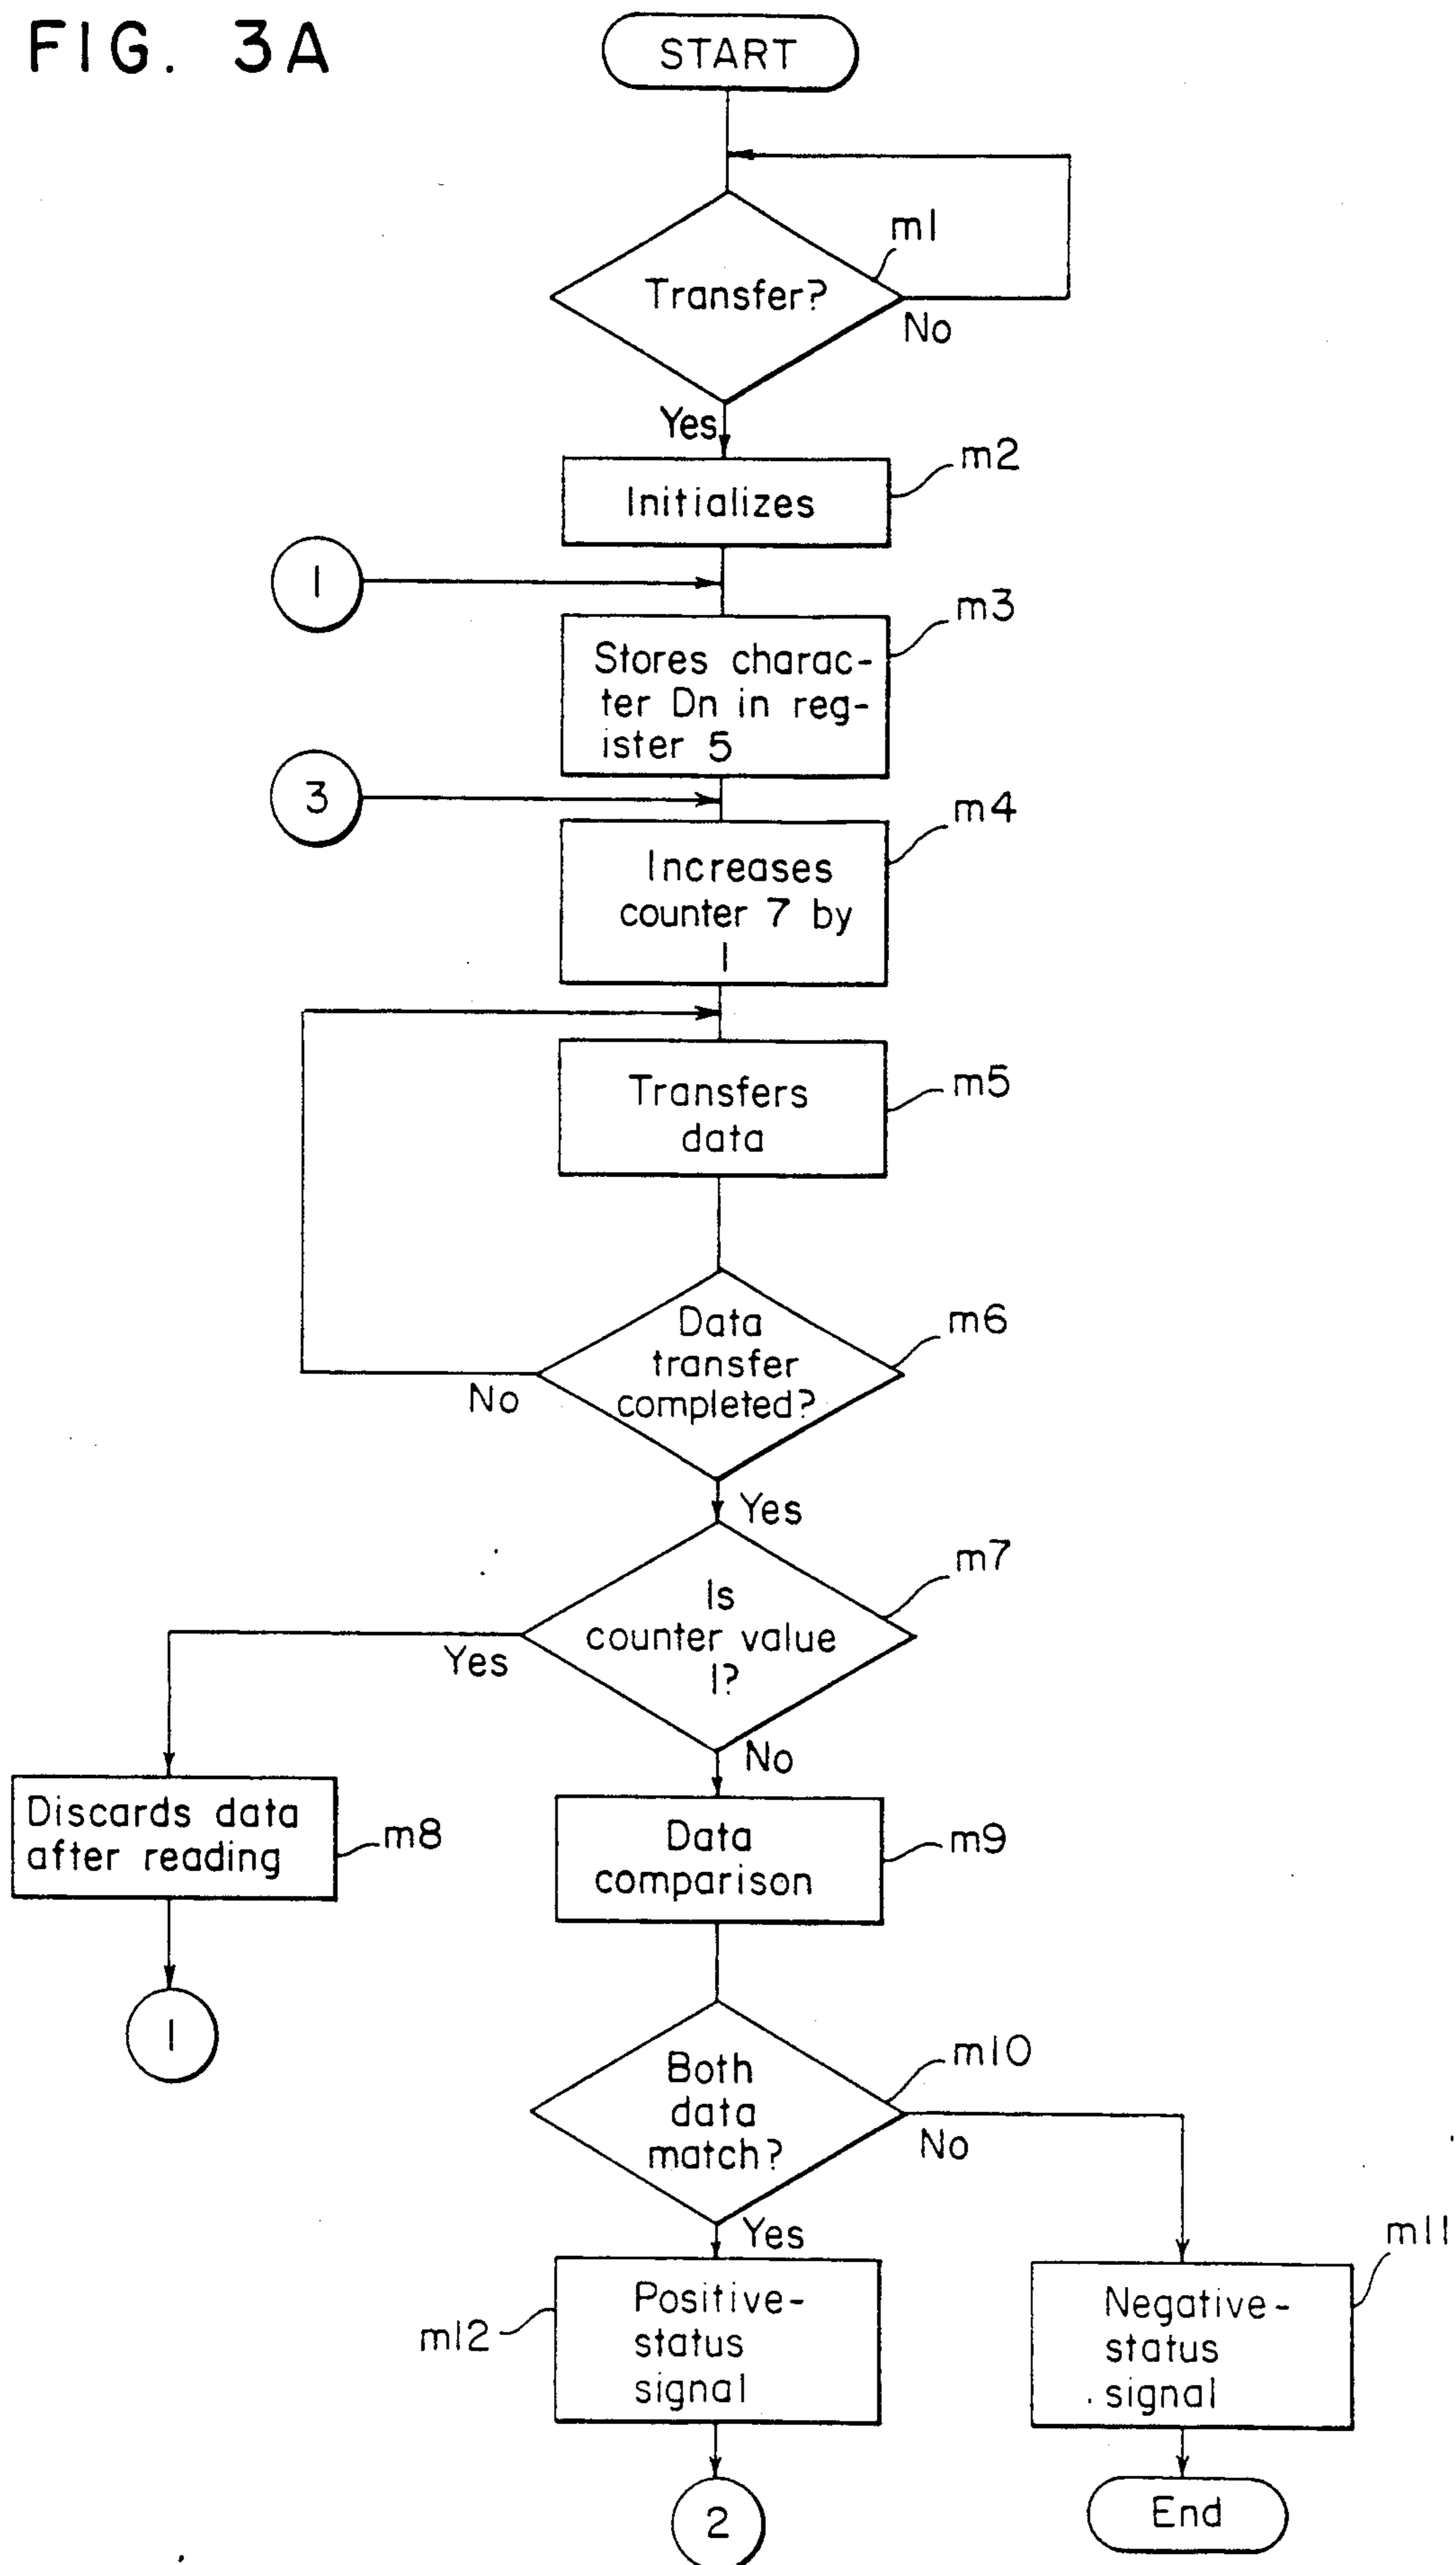 FIG. 3A
START
m1
Transfer?
No
Yes
m2
Initializes
1
m3
Stores charac-
ter Dn in reg-
ister 5
3
m4
Increases
counter 7 by
1
m5
Transfers
data
m6
Data
transfer
completed?
No
Yes
m7
Is
counter value
1?
Yes
No
Discards data
after reading
m8
Data
comparison
m9
1
m10
Both
data
match?
No
Yes
m11
Positive-
status
signal
m12
Negative-
status
signal
2
End